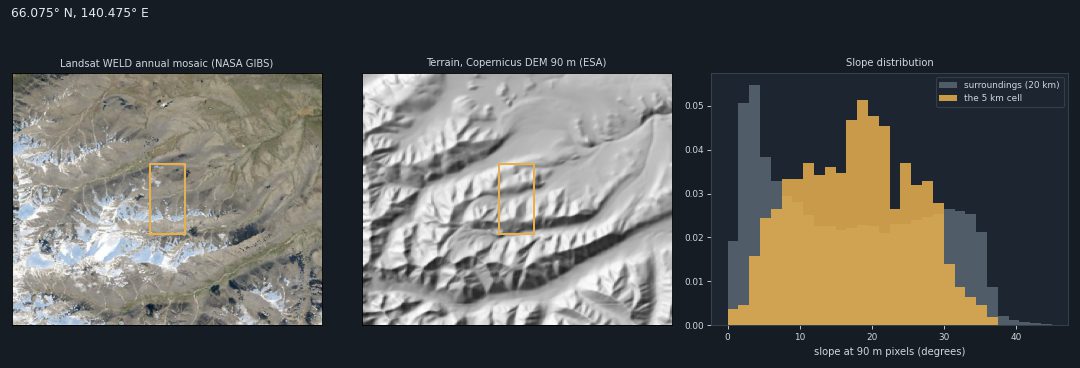 66.075° N, 140.475° E
Landsat WELD annual mosaic (NASA GIBS)
Terrain, Copernicus DEM 90 m (ESA)
Slope distribution
surroundings (20 km)
the 5 km cell
0.05
0.04
0.03
0.02
0.01
0.00
0 10 20 30 40
slope at 90 m pixels (degrees)